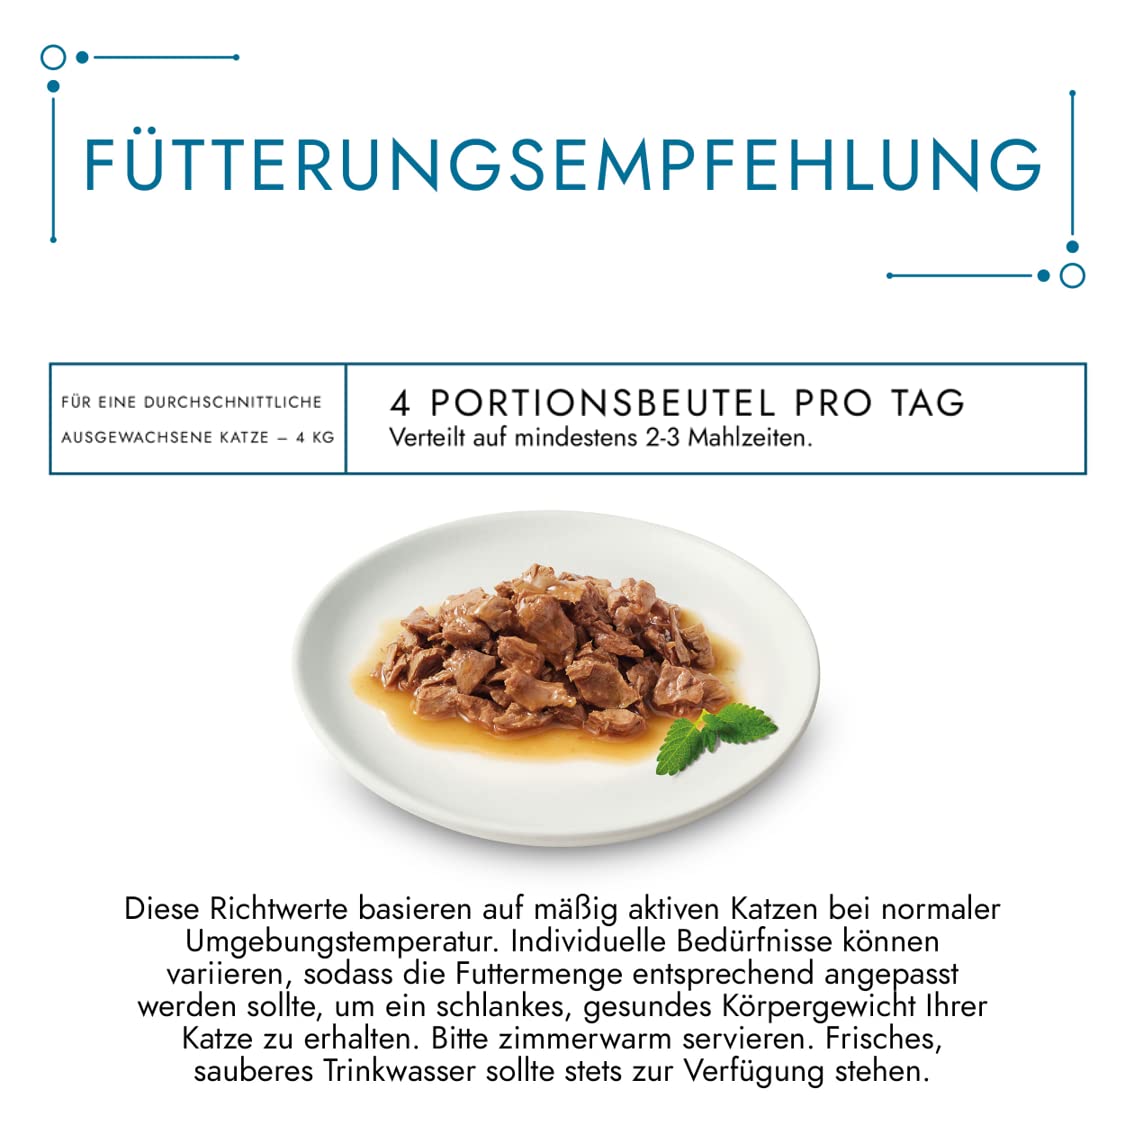 FÜTTERUNGSEMPFEHLUNG
FÜR EINE DURCHSCHNITTLICHE
AUSGEWACHSENE KATZE – 4 KG
4 PORTIONSBEUTEL PRO TAG
Verteilt auf mindestens 2-3 Mahlzeiten.
Diese Richtwerte basieren auf mäßig aktiven Katzen bei normaler
Umgebungstemperatur. Individuelle Bedürfnisse können
variieren, sodass die Futtermenge entsprechend angepasst
werden sollte, um ein schlankes, gesundes Körpergewicht Ihrer
Katze zu erhalten. Bitte zimmerwarm servieren. Frisches,
sauberes Trinkwasser sollte stets zur Verfügung stehen.